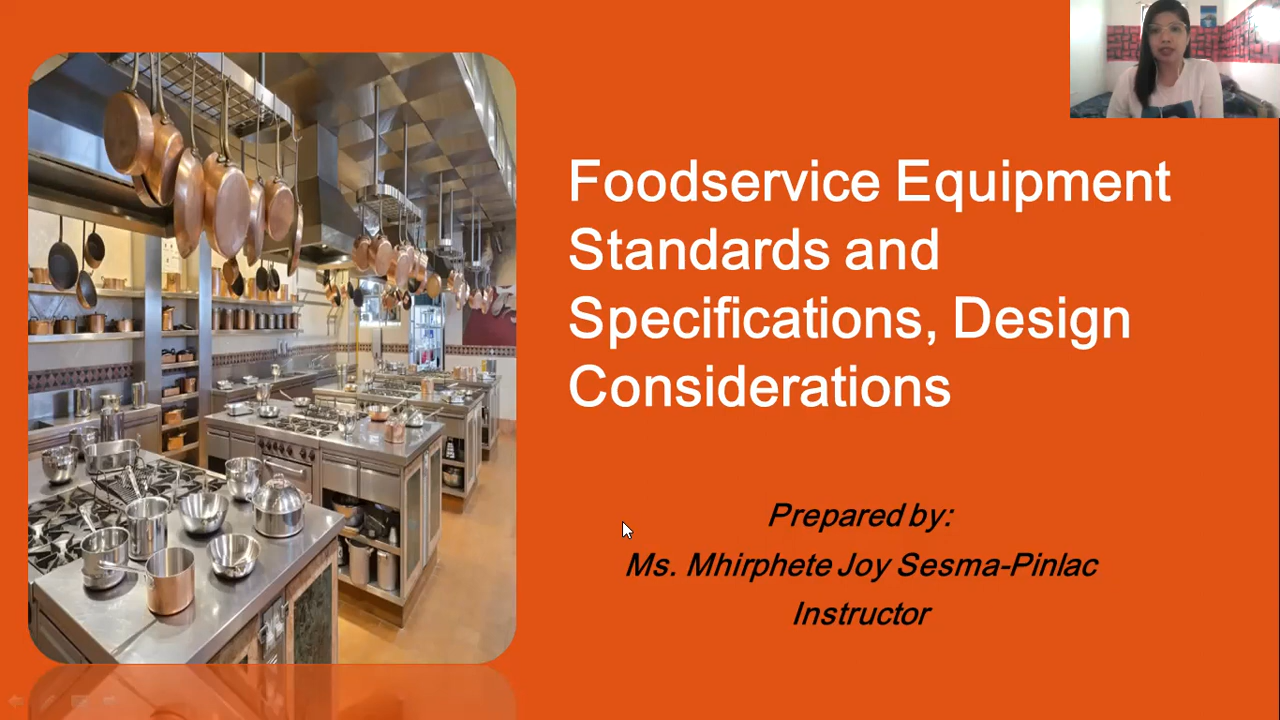 Foodservice Equipment
Standards and
Specifications, Design
Considerations
Prepared by:
Ms. Mhirphete Joy Sesma-Pinlac
Instructor